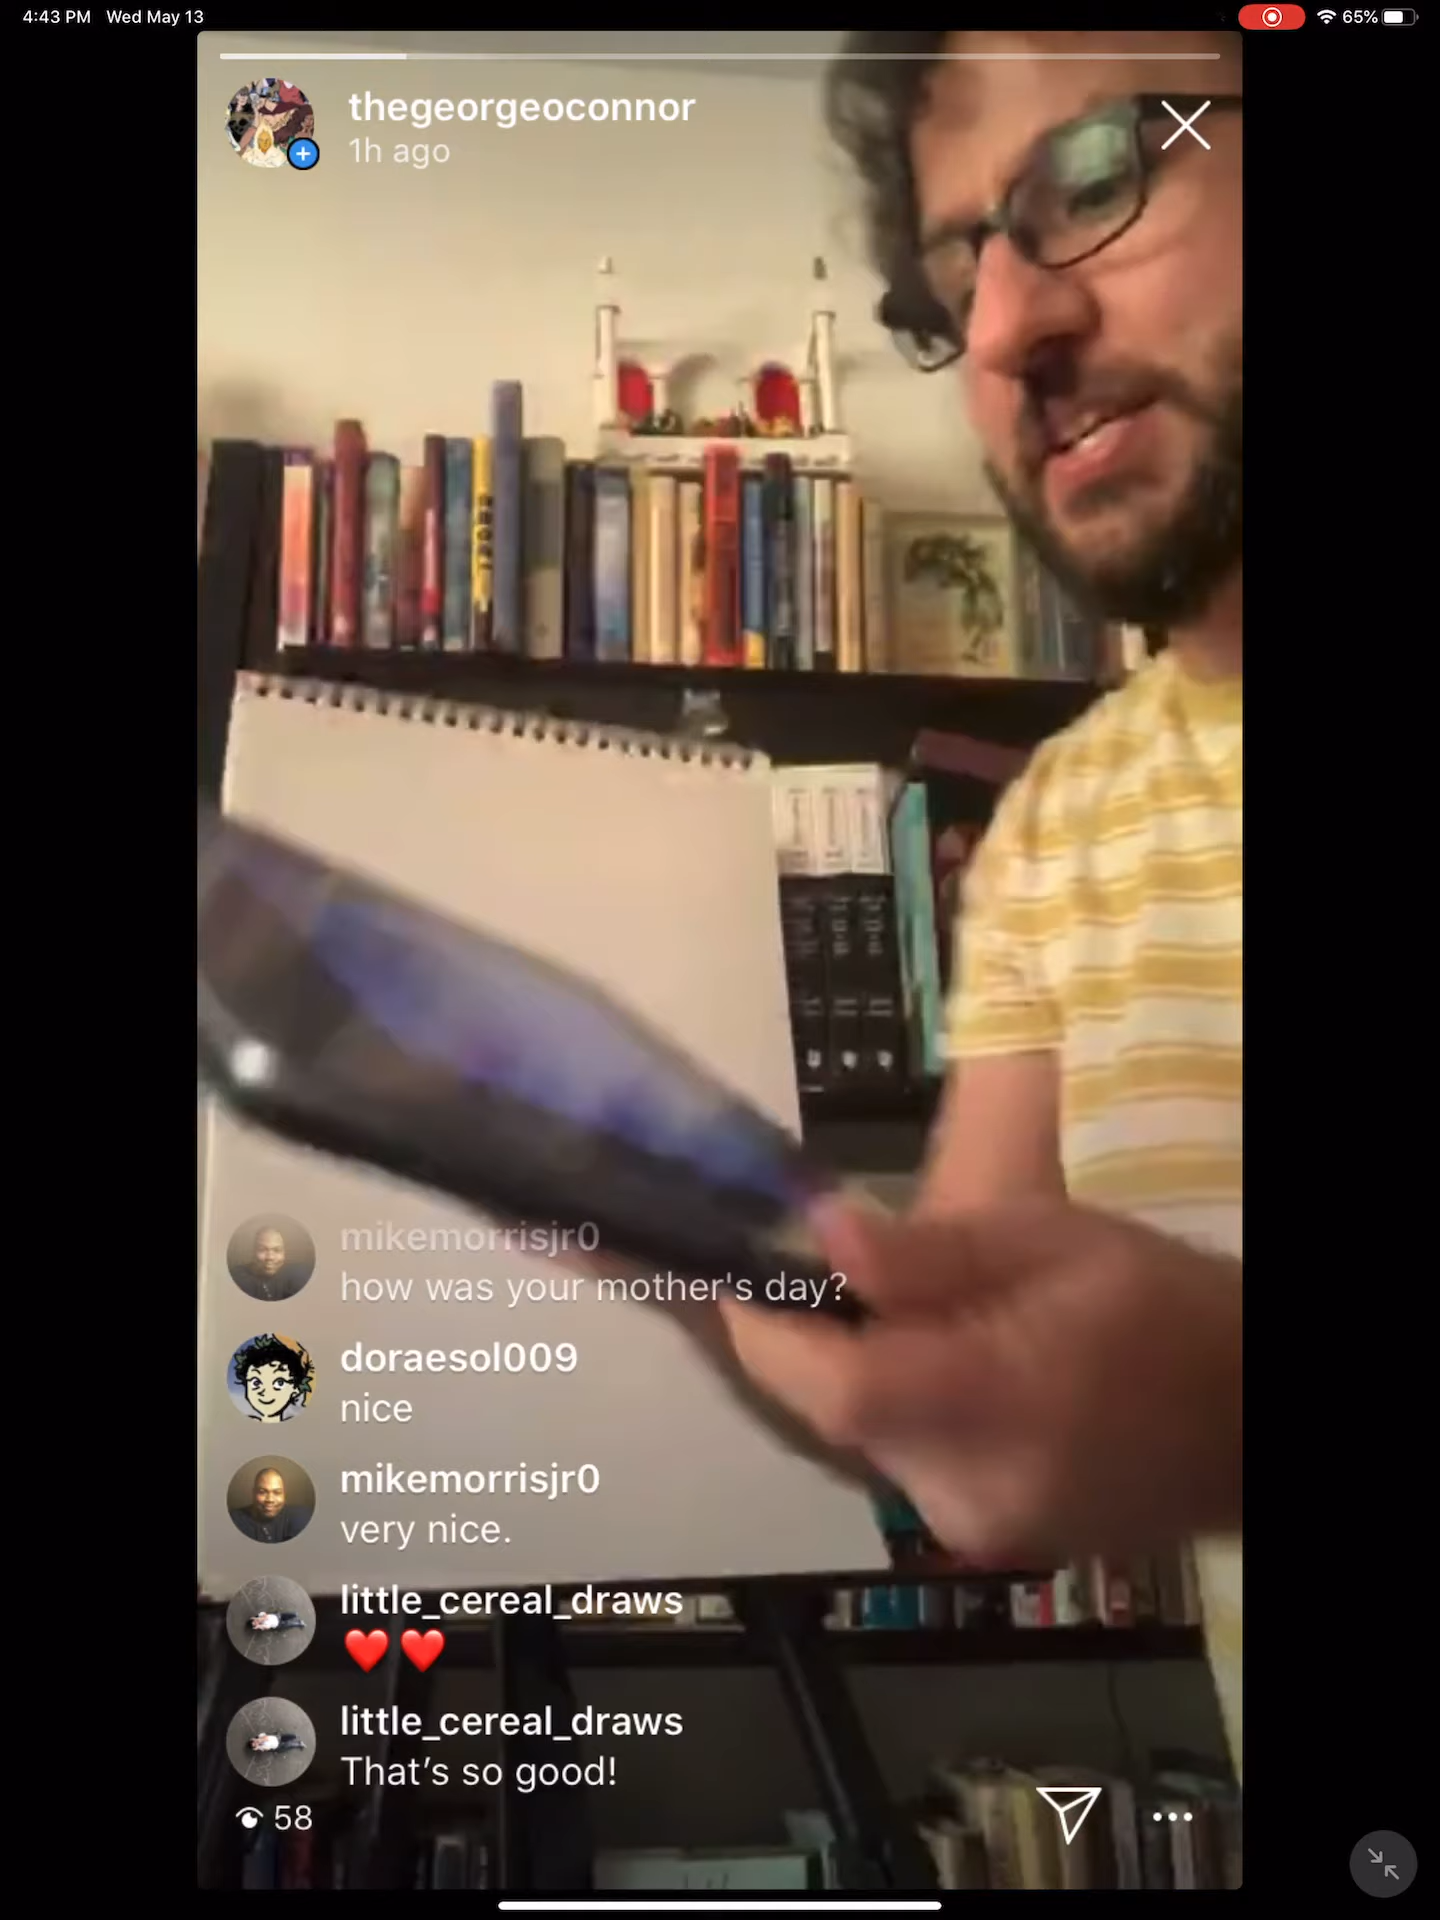 4:43 PM Wed May 13
65%
thegeorgeoconnor
1h ago
mikemorrisjr0
how was your mother's day?
doraesol009
nice
mikemorrisjr0
very nice.
little_cereal_draws
❤️❤️
little_cereal_draws
That’s so good!
58